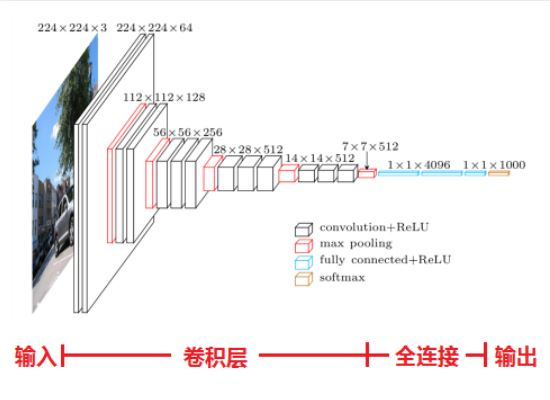 224×224×3
224×224×64
112×112×128
56×56×256
28×28×512
14×14×512
7×7×512
1×1×4096
1×1×1000
convolution+ReLU
max pooling
fully connected+ReLU
softmax
输入
卷积层
全连接
输出